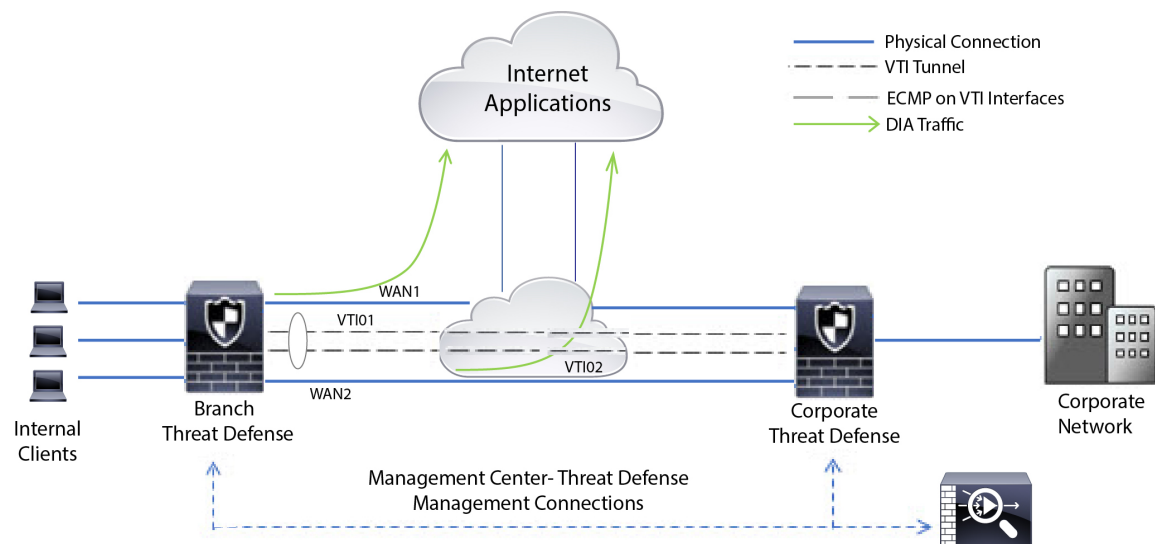 Internet
Applications
Physical Connection
VTI Tunnel
ECMP on VTI Interfaces
DIA Traffic
WAN1
VTI01
VTI02
WAN2
Internal
Clients
Branch
Threat Defense
Corporate
Threat Defense
Corporate
Network
Management Center- Threat Defense
Management Connections